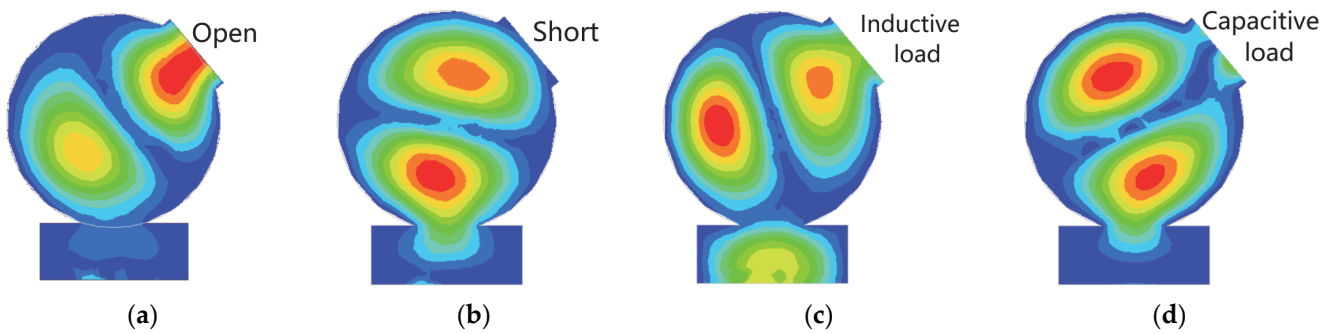 Open
Short
Inductive
load
Capacitive
load
(a)
(b)
(c)
(d)